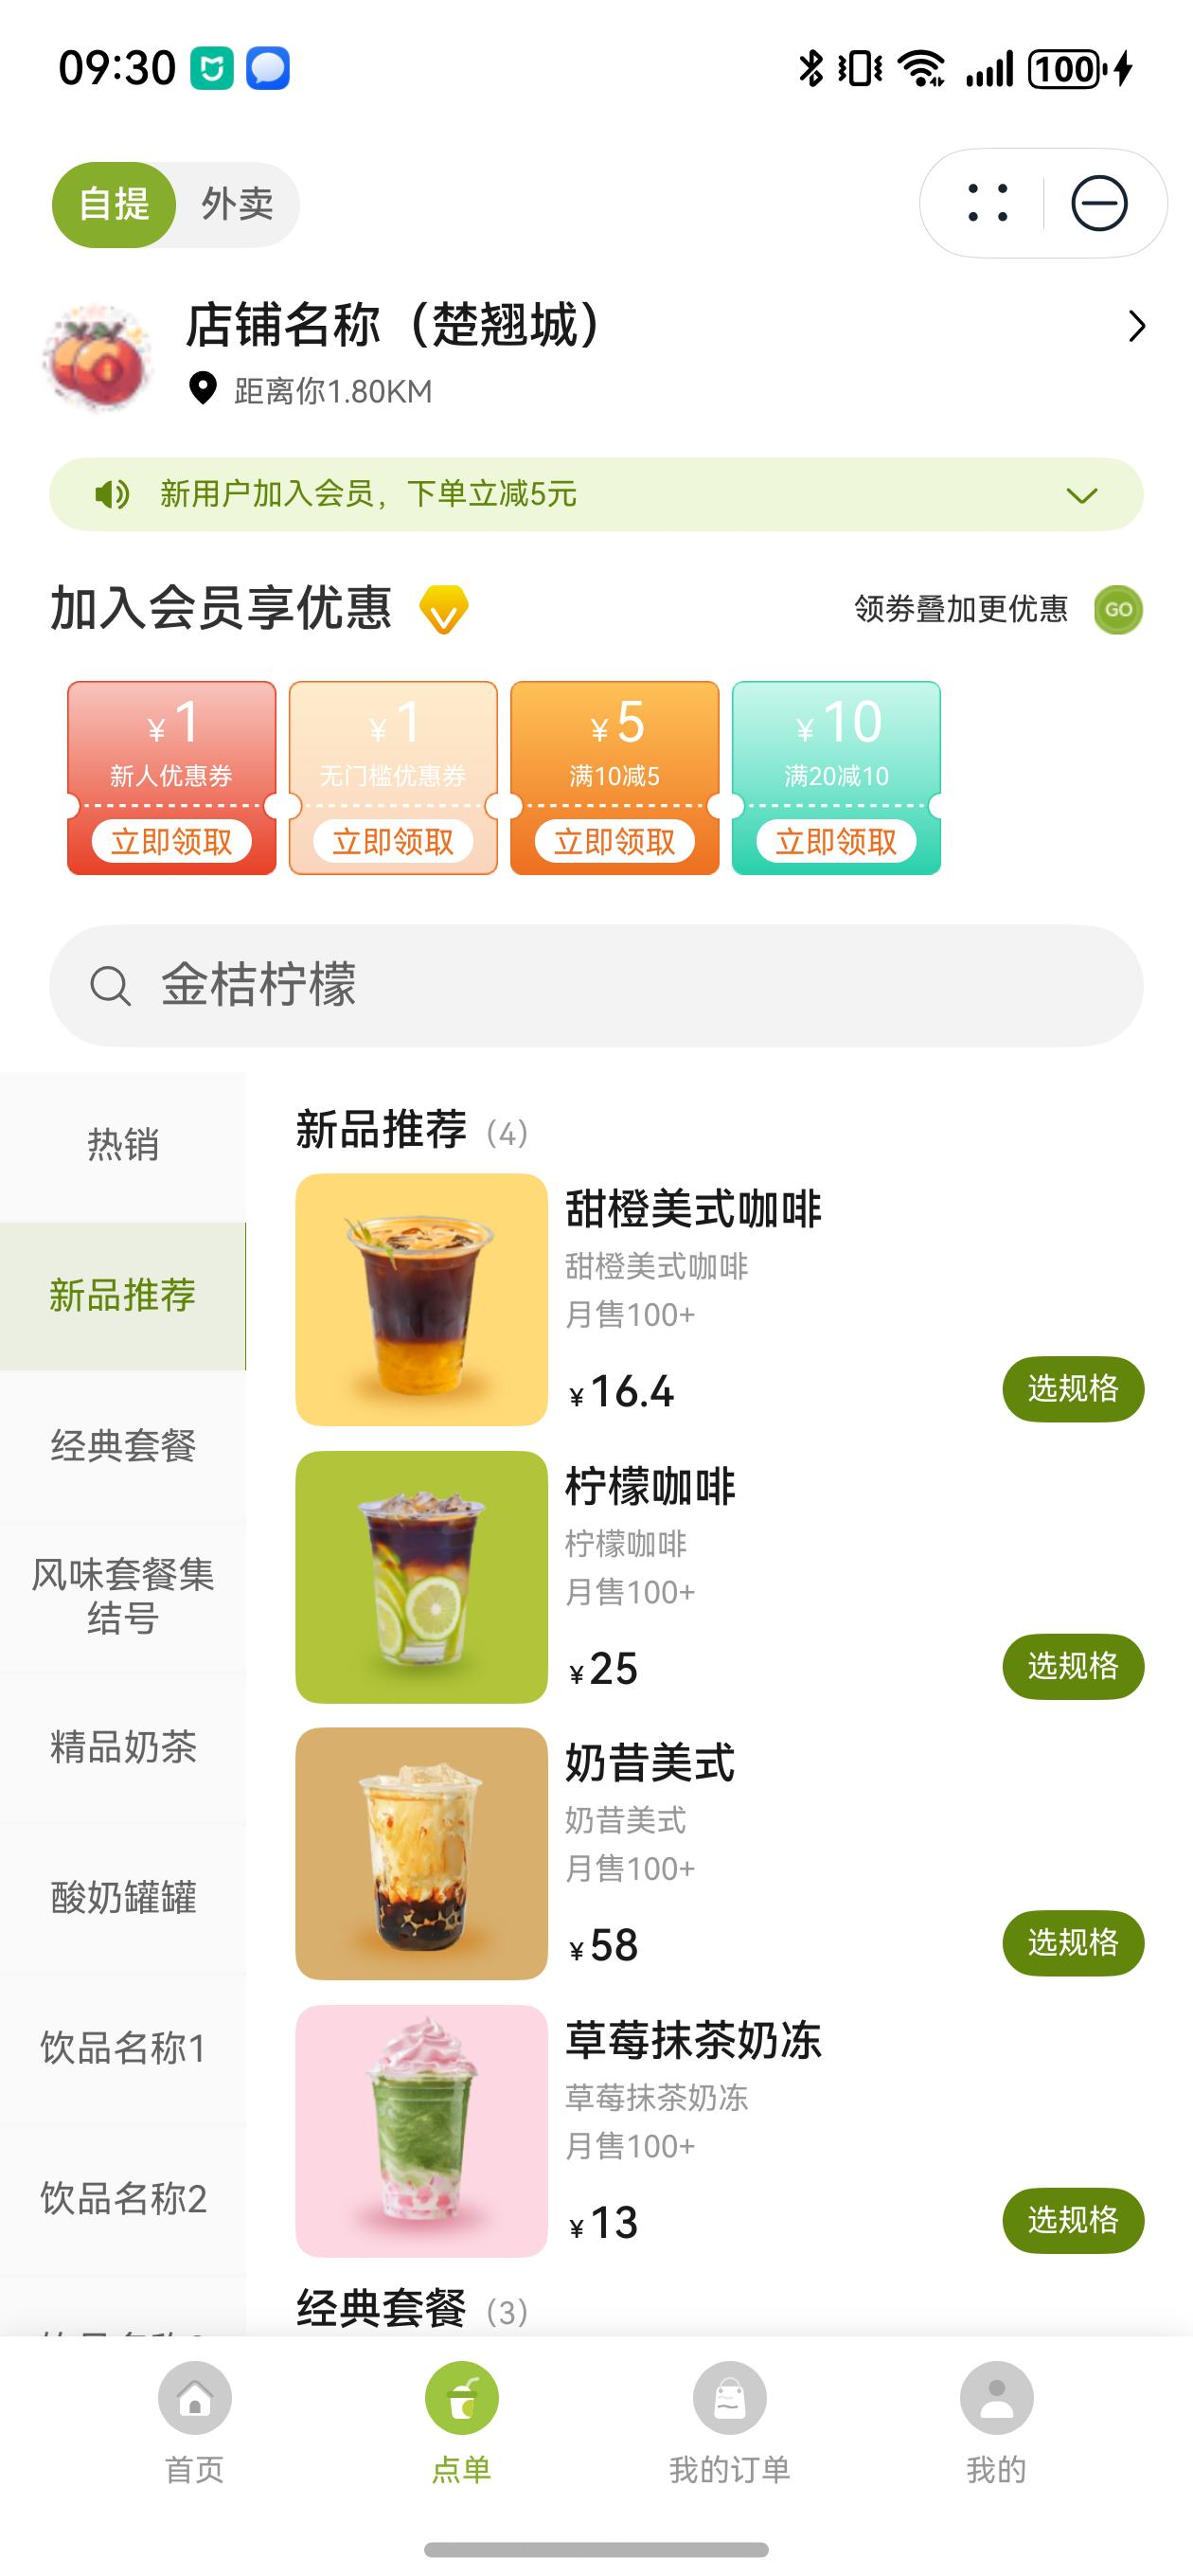 09:30
100
自提 外卖
店铺名称（楚翘城）
距离你1.80KM
新用户加入会员，下单立减5元
加入会员享优惠
领券叠加更优惠 GO
¥1 ¥1 ¥5 ¥10
新人优惠券 无门槛优惠券 满10减5 满20减10
立即领取 立即领取 立即领取 立即领取
金桔柠檬
热销
新品推荐
经典套餐
风味套餐集
结号
精品奶茶
酸奶罐罐
饮品名称1
饮品名称2
新品推荐（4）
甜橙美式咖啡
甜橙美式咖啡
月售100+
¥16.4
选规格
柠檬咖啡
柠檬咖啡
月售100+
¥25
选规格
奶昔美式
奶昔美式
月售100+
¥58
选规格
草莓抹茶奶冻
草莓抹茶奶冻
月售100+
¥13
选规格
经典套餐（3）
首页 点单 我的订单 我的